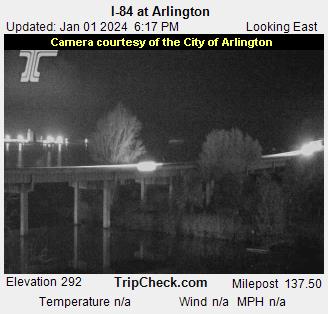 I-84 at Arlington
Updated: Jan 01 2024 6:17 PM Looking East
Camera courtesy of the City of Arlington
Elevation 292 TripCheck.com Milepost 137.50
Temperature n/a Wind n/a MPH n/a